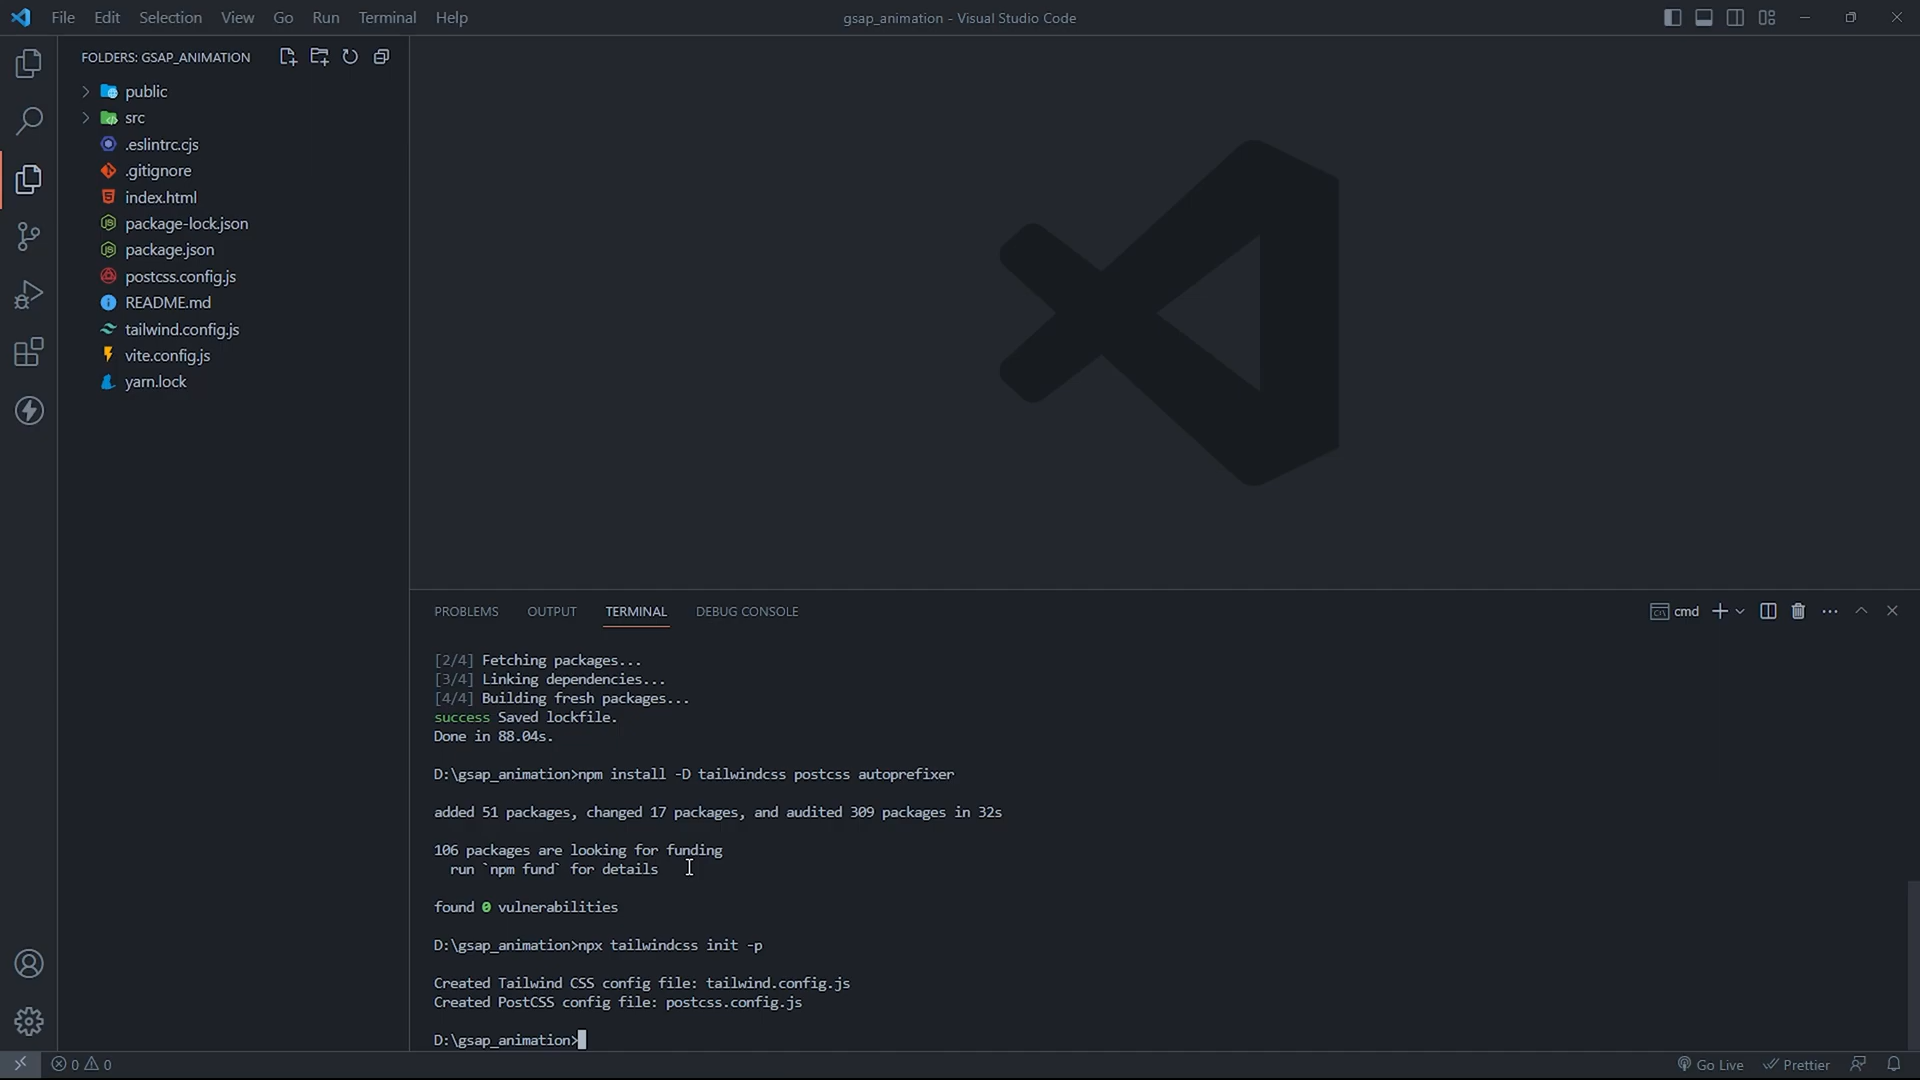 File Edit Selection View Go Run Terminal Help
gsap_animation - Visual Studio Code
FOLDERS: GSAP_ANIMATION
public
src
.eslintrc.cjs
.gitignore
index.html
package-lock.json
package.json
postcss.config.js
README.md
tailwind.config.js
vite.config.js
yarn.lock
PROBLEMS OUTPUT TERMINAL DEBUG CONSOLE
cmd
[2/4] Fetching packages...
[3/4] Linking dependencies...
[4/4] Building fresh packages...
success Saved lockfile.
Done in 88.04s.
D:\gsap_animation>npm install -D tailwindcss postcss autoprefixer
added 51 packages, changed 17 packages, and audited 309 packages in 32s
106 packages are looking for funding
run `npm fund` for details
found 0 vulnerabilities
D:\gsap_animation>npx tailwindcss init -p
Created Tailwind CSS config file: tailwind.config.js
Created PostCSS config file: postcss.config.js
D:\gsap_animation>
0 0
Go Live Prettier